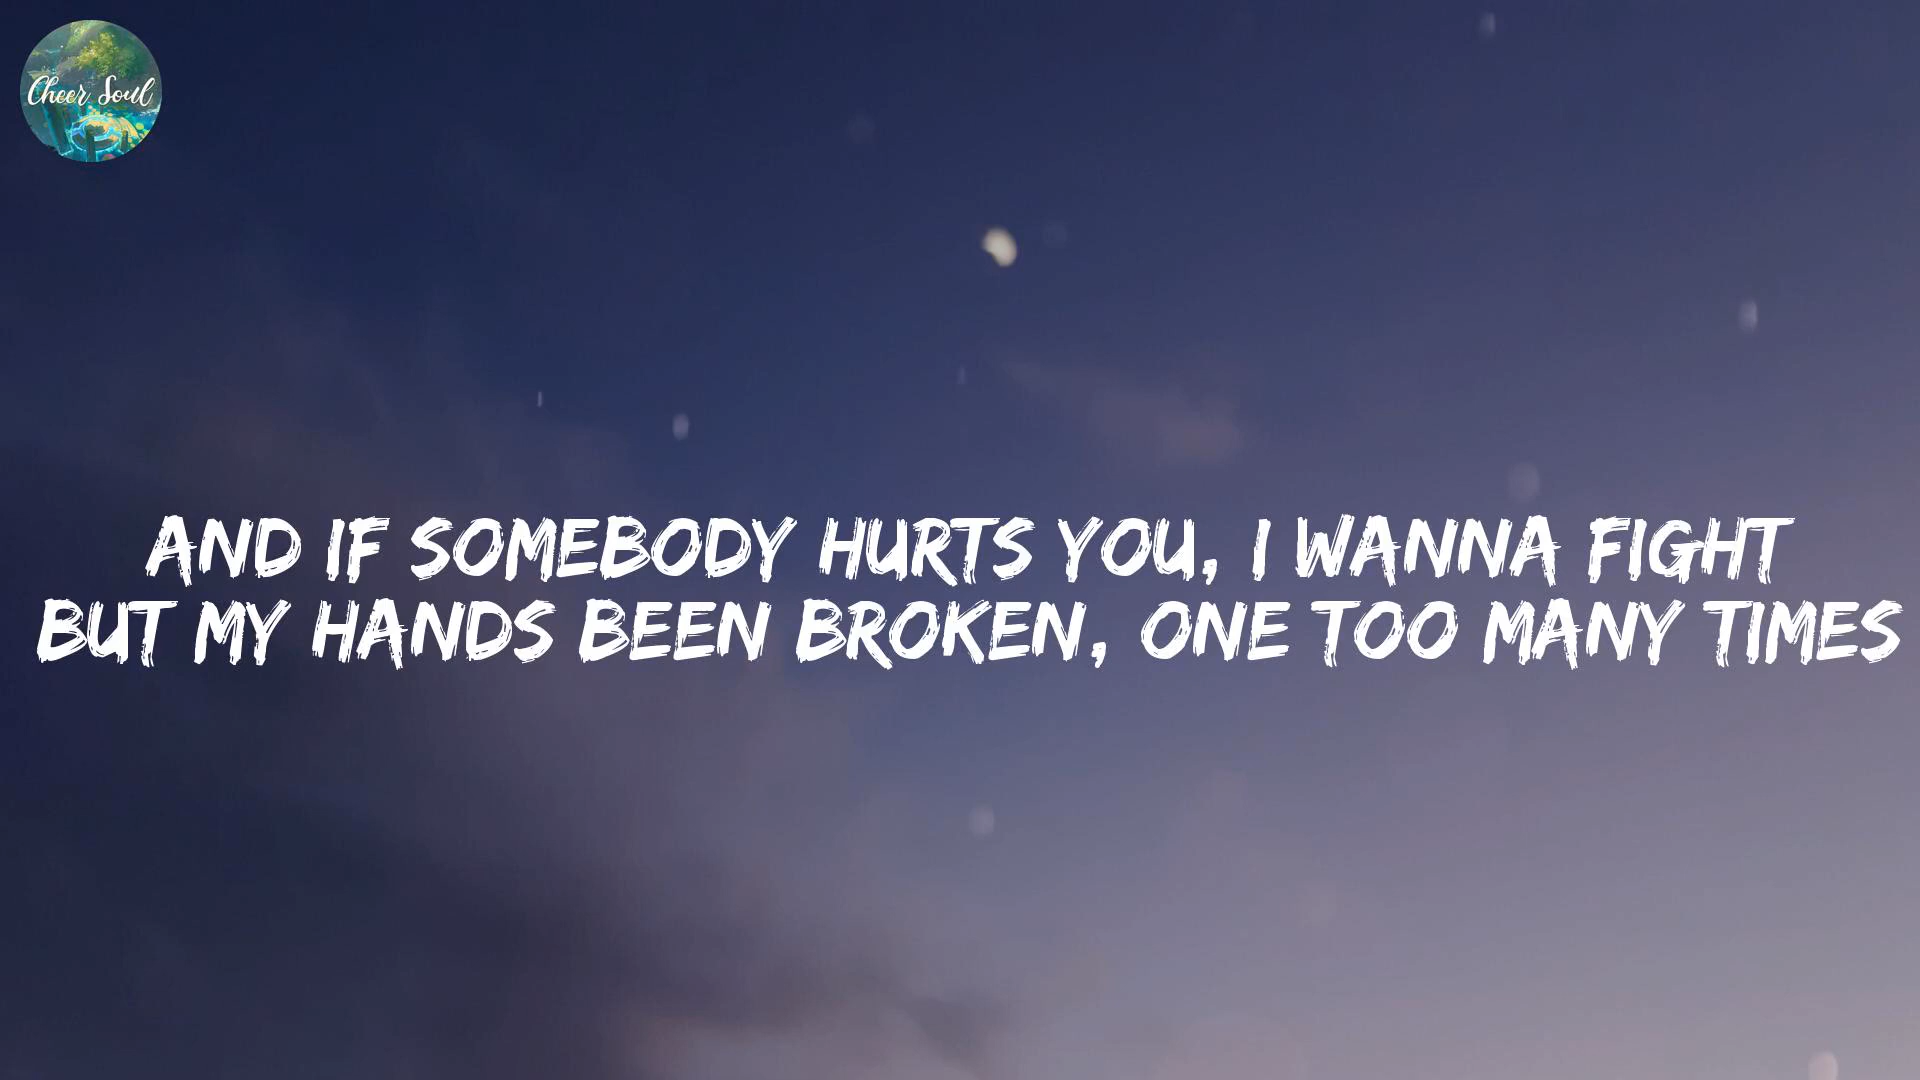 Cheer Soul
AND IF SOMEBODY HURTS YOU, I WANNA FIGHT
BUT MY HANDS BEEN BROKEN, ONE TOO MANY TIMES